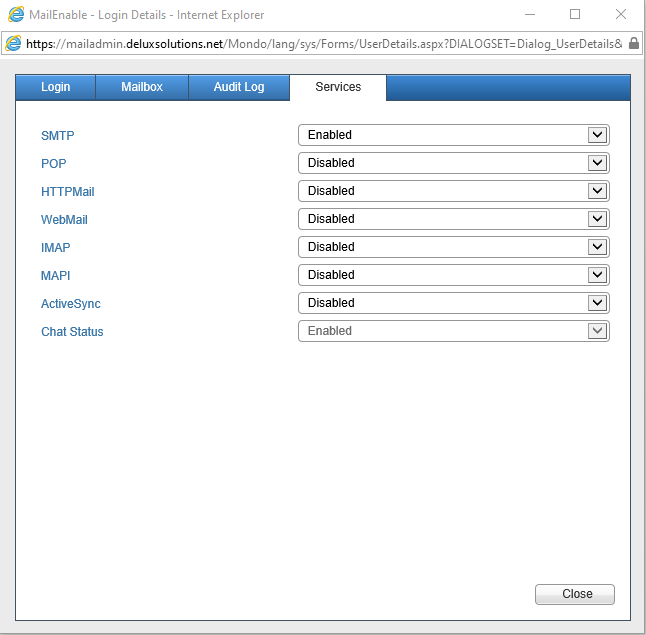 MailEnable - Login Details - Internet Explorer
https://mailadmin.deluxsolutions.net/Mondo/lang/sys/Forms/UserDetails.aspx?DIALOGSET=Dialog_UserDetails&
Login Mailbox Audit Log Services
SMTP Enabled
POP Disabled
HTTPMail Disabled
WebMail Disabled
IMAP Disabled
MAPI Disabled
ActiveSync Disabled
Chat Status Enabled
Close